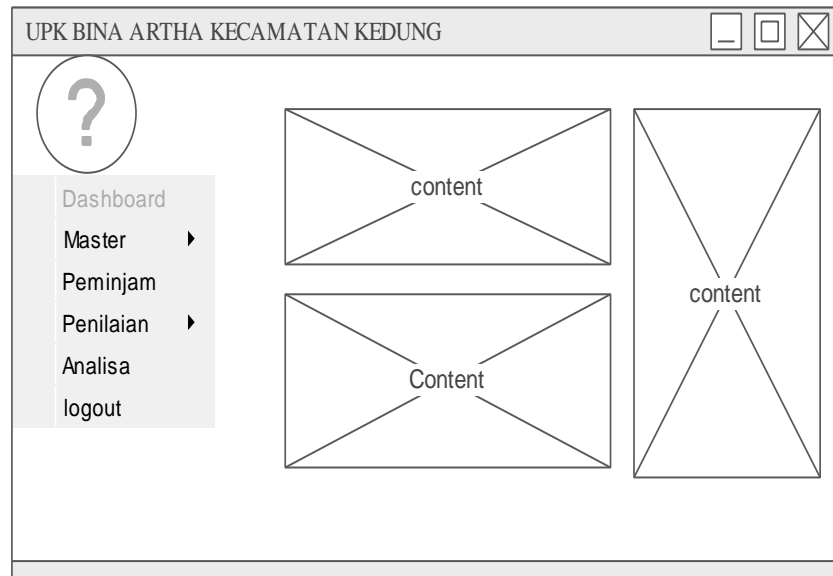 UPK BINA ARTHA KECAMATAN KEDUNG
?
Dashboard
Master
Peminjam
Penilaian
Analisa
logout
content
Content
content